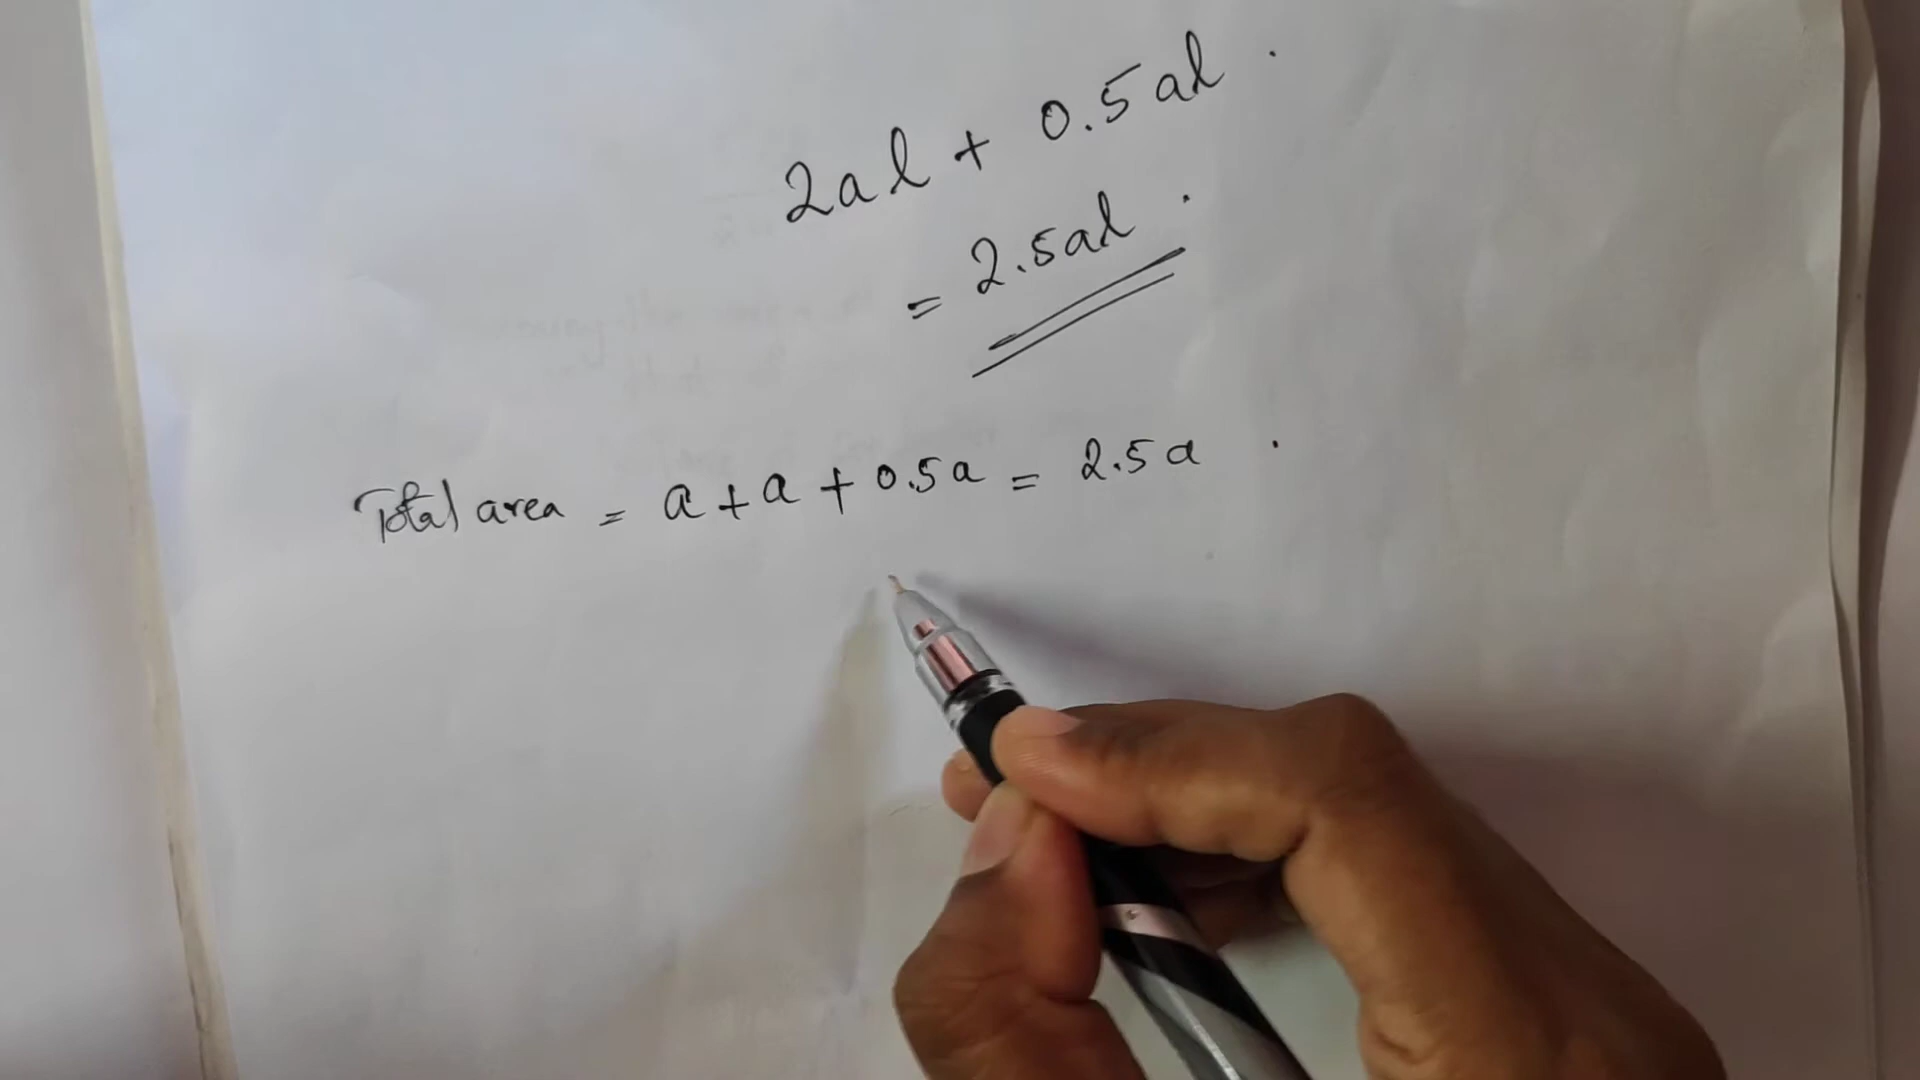 2al + 0.5al.
= 2.5al.
Total area = a + a + 0.5a = 2.5a.